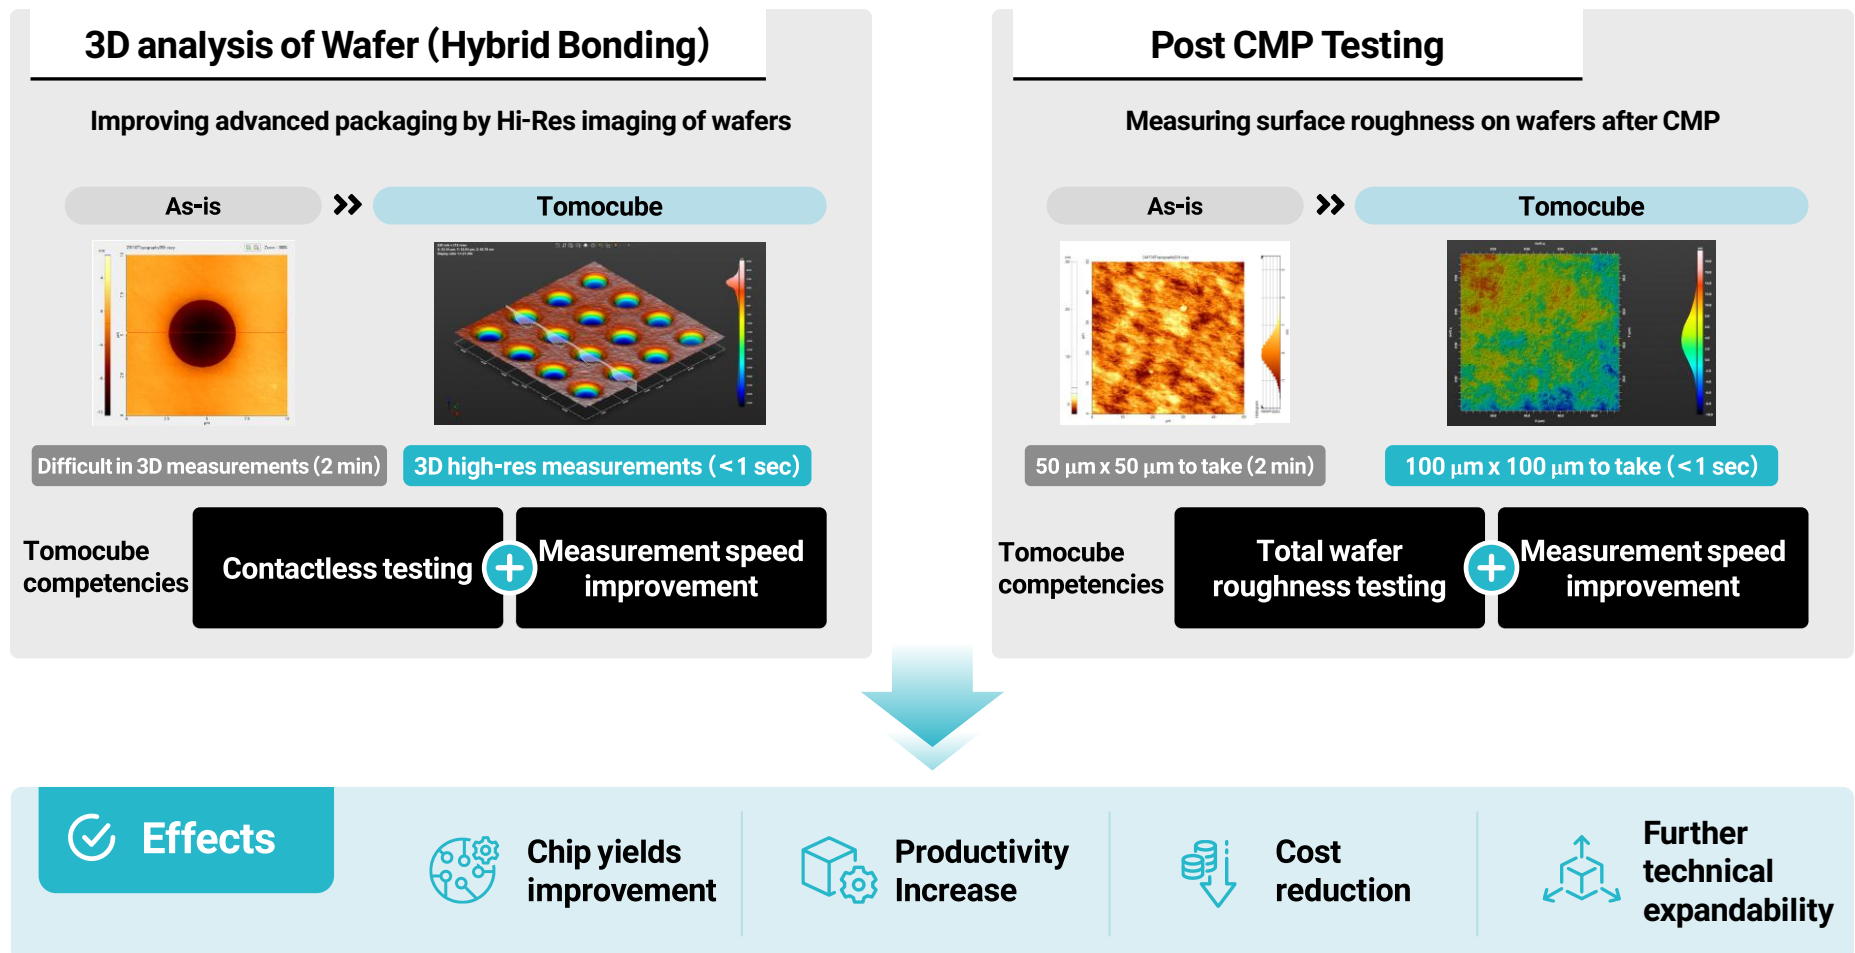 3D analysis of Wafer (Hybrid Bonding)
Improving advanced packaging by Hi-Res imaging of wafers
As-is
Tomocube
Difficult in 3D measurements (2 min)
3D high-res measurements (<1 sec)
Tomocube
competencies
Contactless testing
Measurement speed
improvement
Post CMP Testing
Measuring surface roughness on wafers after CMP
As-is
Tomocube
50 μm x 50 μm to take (2 min)
100 μm x 100 μm to take (<1 sec)
Tomocube
competencies
Total wafer
roughness testing
Measurement speed
improvement
Effects
Chip yields
improvement
Productivity
Increase
Cost
reduction
Further
technical
expandability